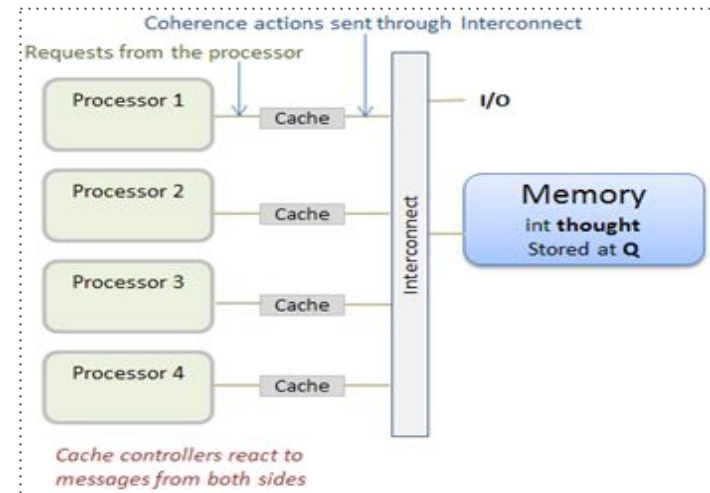 Coherence actions sent through Interconnect
Requests from the processor
Processor 1
Cache
I/O
Processor 2
Cache
Interconnect
Memory
int thought
Stored at Q
Processor 3
Cache
Processor 4
Cache
Cache controllers react to
messages from both sides